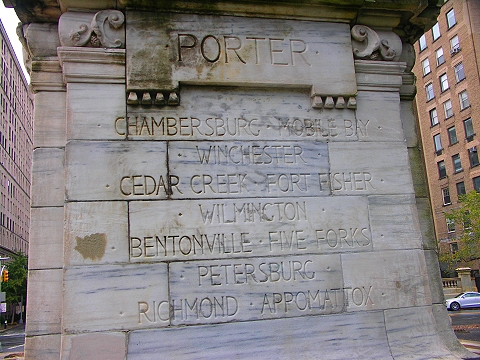 PORTER
CHAMBERSBURG · MOBILE BAY
· WINCHESTER ·
CEDAR CREEK · FORT FISHER ·
· WILMINGTON ·
BENTONVILLE · FIVE FORKS
· PETERSBURG ·
RICHMOND · APPOMATTOX